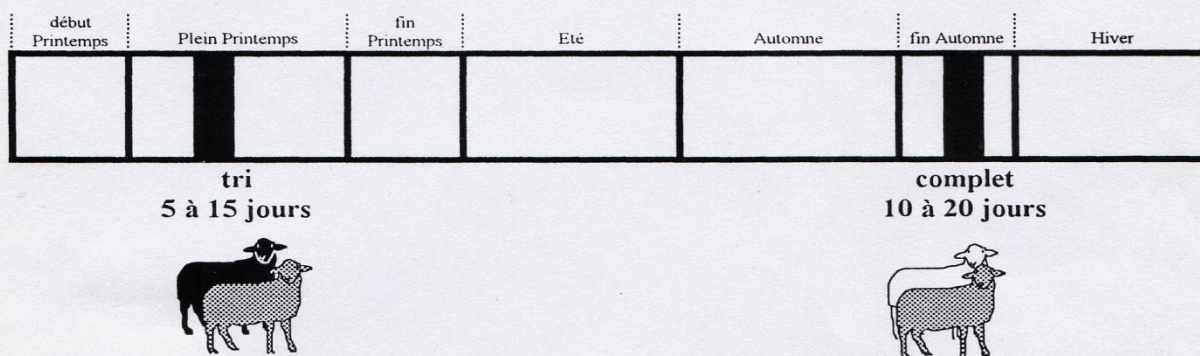 début
Printemps
Plein Printemps
fin
Printemps
Eté
Automne
fin Automne
Hiver
tri
5 à 15 jours
complet
10 à 20 jours